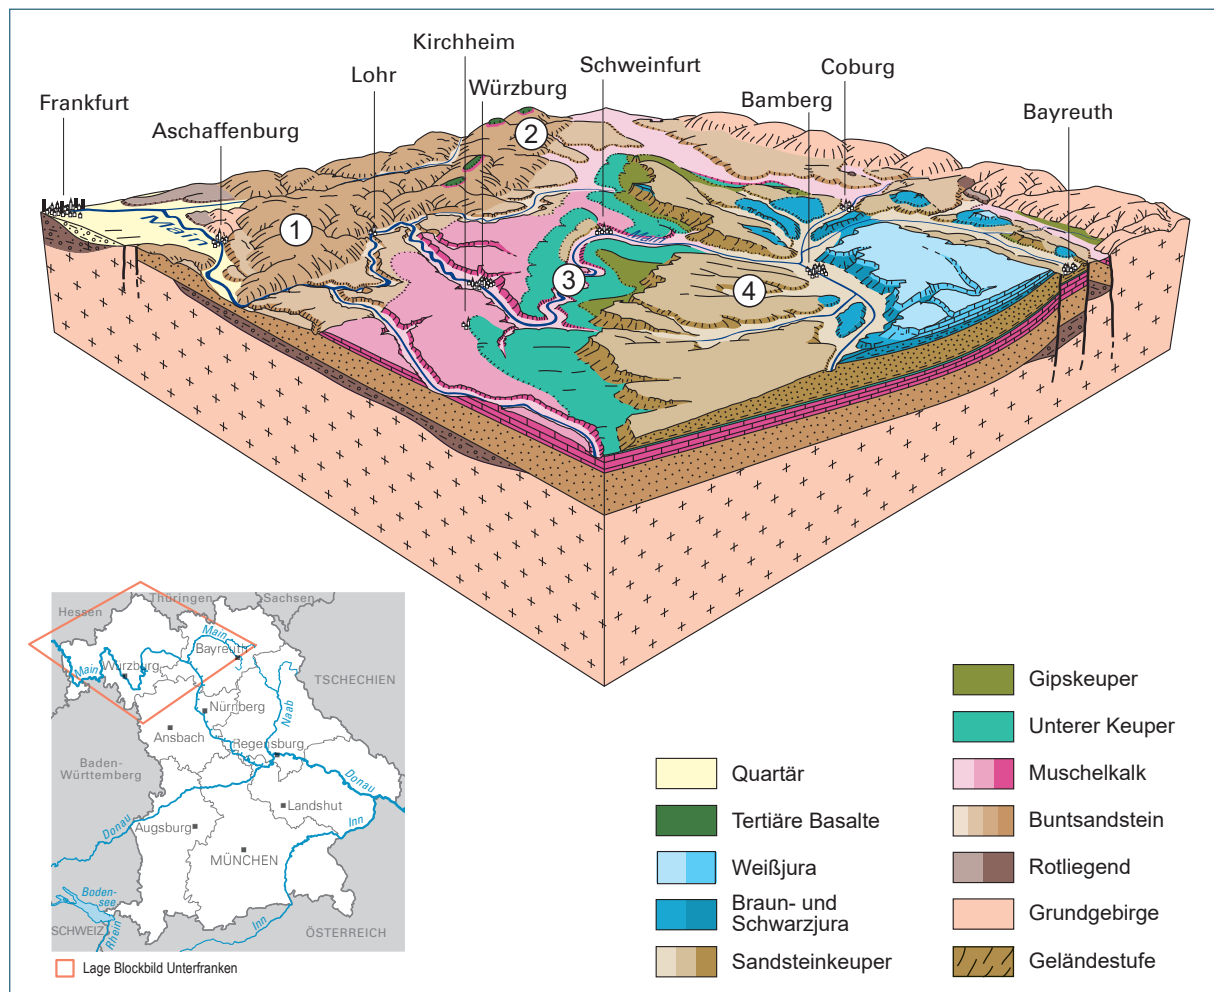 Kirchheim
Schweinfurt
Coburg
Lohr
Würzburg
Bamberg
Frankfurt
Bayreuth
Aschaffenburg
2
1
Main
Main
3
4
Hessen
Thüringen
Sachsen
Main
Bayreuth
Main
Würzburg
TSCHECHIEN
Nürnberg
Naab
Ansbach
Regensburg
Baden-
Württemberg
Donau
Landshut
Donau
Augsburg
Inn
MÜNCHEN
Boden-
see
SCHWEIZ
Rhein
Inn
ÖSTERREICH
Lage Blockbild Unterfranken
Quartär
Tertiäre Basalte
Weißjura
Braun- und
Schwarzjura
Sandsteinkeuper
Gipskeuper
Unterer Keuper
Muschelkalk
Buntsandstein
Rotliegend
Grundgebirge
Geländestufe